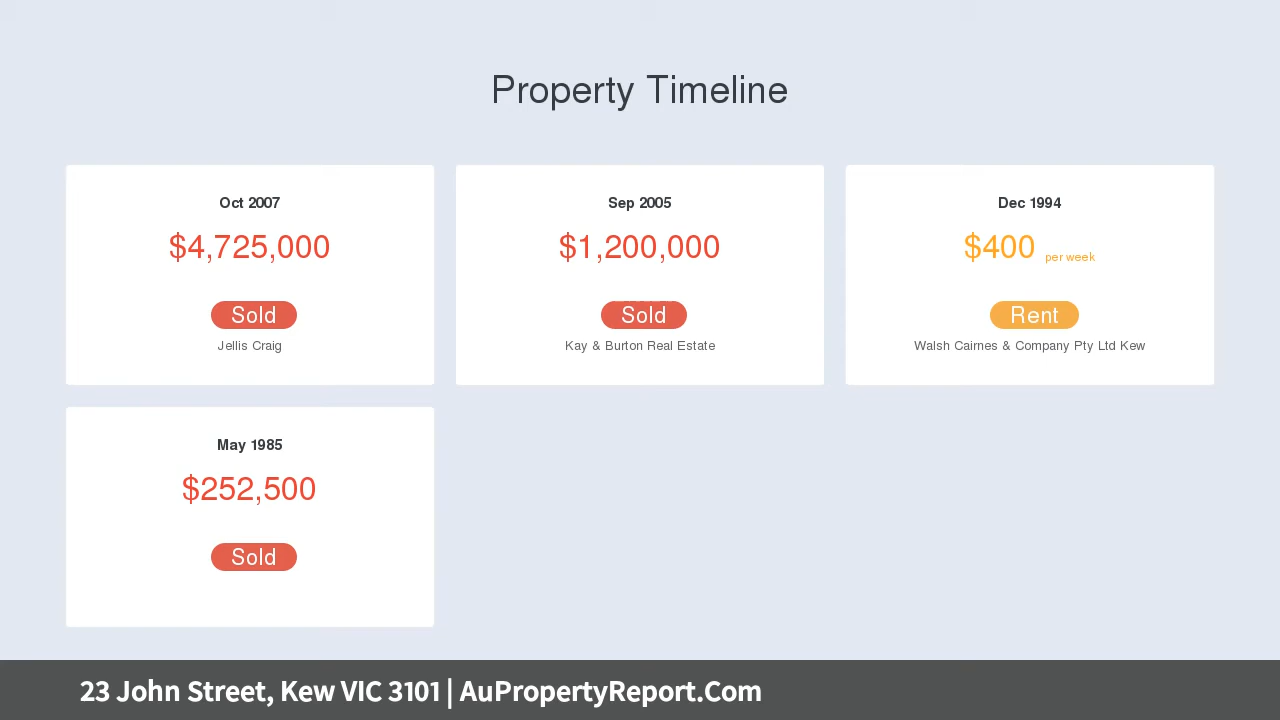 Property Timeline
Oct 2007
$4,725,000
Sold
Jellis Craig
Sep 2005
$1,200,000
Sold
Kay & Burton Real Estate
Dec 1994
$400 per week
Rent
Walsh Cairnes & Company Pty Ltd Kew
May 1985
$252,500
Sold
23 John Street, Kew VIC 3101 | AuPropertyReport.Com